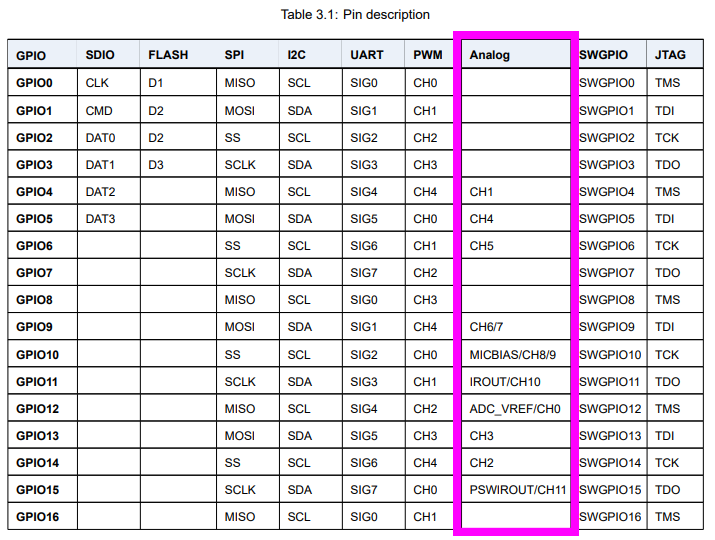 Table 3.1: Pin description
GPIO SDIO FLASH SPI I2C UART PWM Analog SWGPIO JTAG
GPIO0 CLK D1 MISO SCL SIG0 CH0 SWGPIO0 TMS
GPIO1 CMD D2 MOSI SDA SIG1 CH1 SWGPIO1 TDI
GPIO2 DAT0 D2 SS SCL SIG2 CH2 SWGPIO2 TCK
GPIO3 DAT1 D3 SCLK SDA SIG3 CH3 SWGPIO3 TDO
GPIO4 DAT2 MISO SCL SIG4 CH4 CH1 SWGPIO4 TMS
GPIO5 DAT3 MOSI SDA SIG5 CH0 CH4 SWGPIO5 TDI
GPIO6 SS SCL SIG6 CH1 CH5 SWGPIO6 TCK
GPIO7 SCLK SDA SIG7 CH2 SWGPIO7 TDO
GPIO8 MISO SCL SIG0 CH3 SWGPIO8 TMS
GPIO9 MOSI SDA SIG1 CH4 CH6/7 SWGPIO9 TDI
GPIO10 SS SCL SIG2 CH0 MICBIAS/CH8/9 SWGPIO10 TCK
GPIO11 SCLK SDA SIG3 CH1 IROUT/CH10 SWGPIO11 TDO
GPIO12 MISO SCL SIG4 CH2 ADC_VREF/CH0 SWGPIO12 TMS
GPIO13 MOSI SDA SIG5 CH3 CH3 SWGPIO13 TDI
GPIO14 SS SCL SIG6 CH4 CH2 SWGPIO14 TCK
GPIO15 SCLK SDA SIG7 CH0 PSWIROUT/CH11 SWGPIO15 TDO
GPIO16 MISO SCL SIG0 CH1 SWGPIO16 TMS